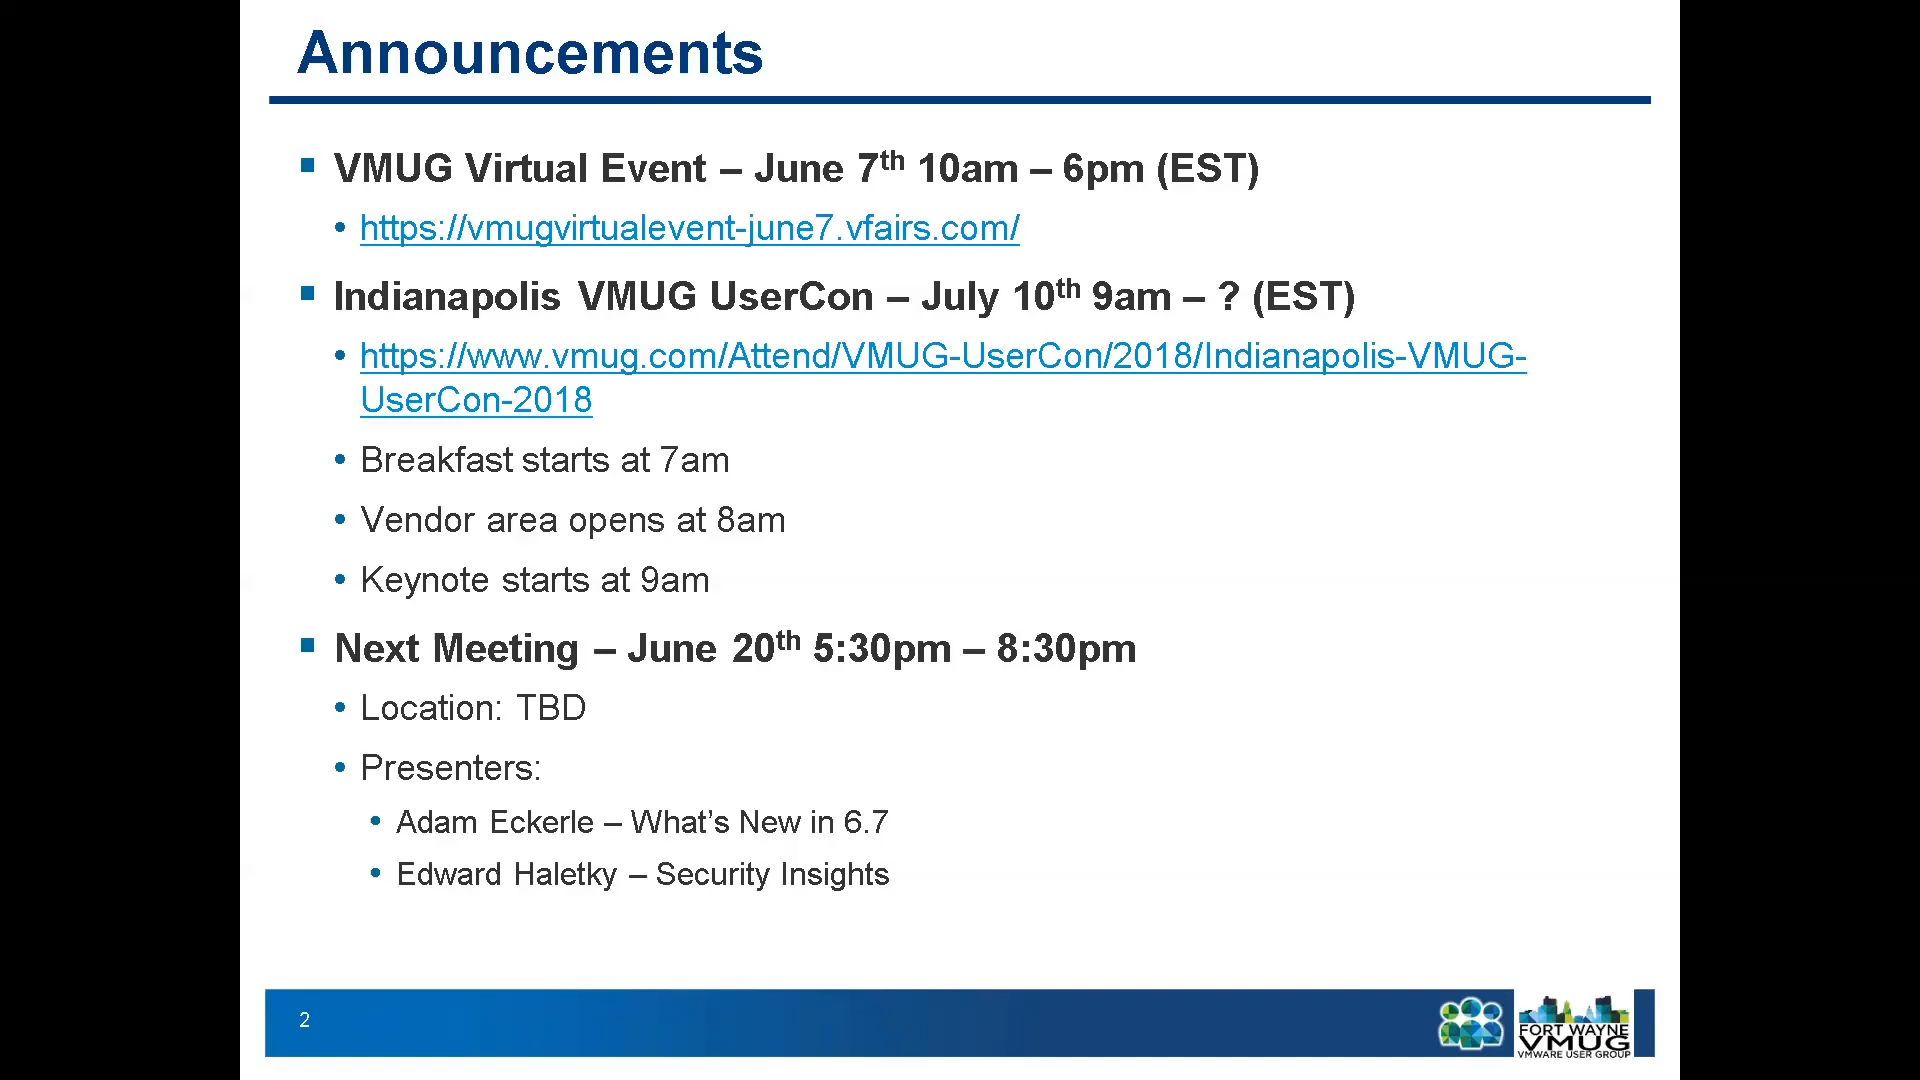 Announcements
▪ VMUG Virtual Event – June 7th 10am – 6pm (EST)
• https://vmugvirtualevent-june7.vfairs.com/
▪ Indianapolis VMUG UserCon – July 10th 9am – ? (EST)
• https://www.vmug.com/Attend/VMUG-UserCon/2018/Indianapolis-VMUG-
UserCon-2018
• Breakfast starts at 7am
• Vendor area opens at 8am
• Keynote starts at 9am
▪ Next Meeting – June 20th 5:30pm – 8:30pm
• Location: TBD
• Presenters:
• Adam Eckerle – What’s New in 6.7
• Edward Haletky – Security Insights
2
FORT WAYNE
VMUG
VMWARE USER GROUP